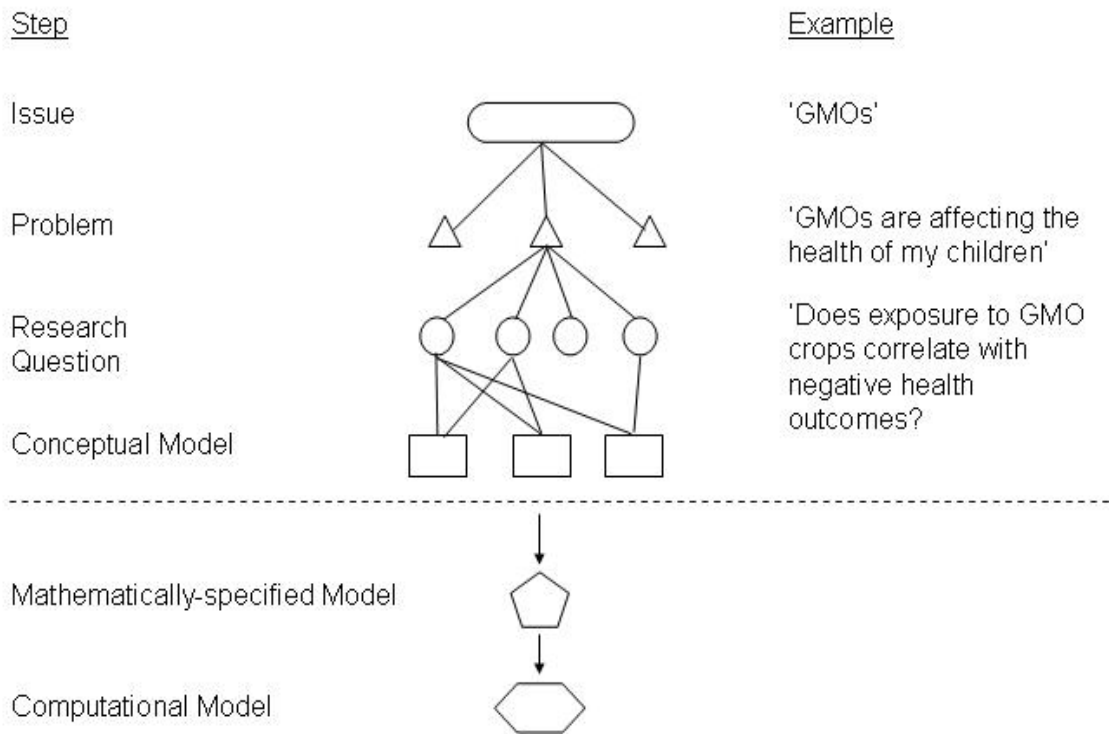 Step
Example
Issue
'GMOs'
Problem
'GMOs are affecting the
health of my children'
Research
Question
'Does exposure to GMO
crops correlate with
negative health
outcomes?
Conceptual Model
Mathematically-specified Model
Computational Model